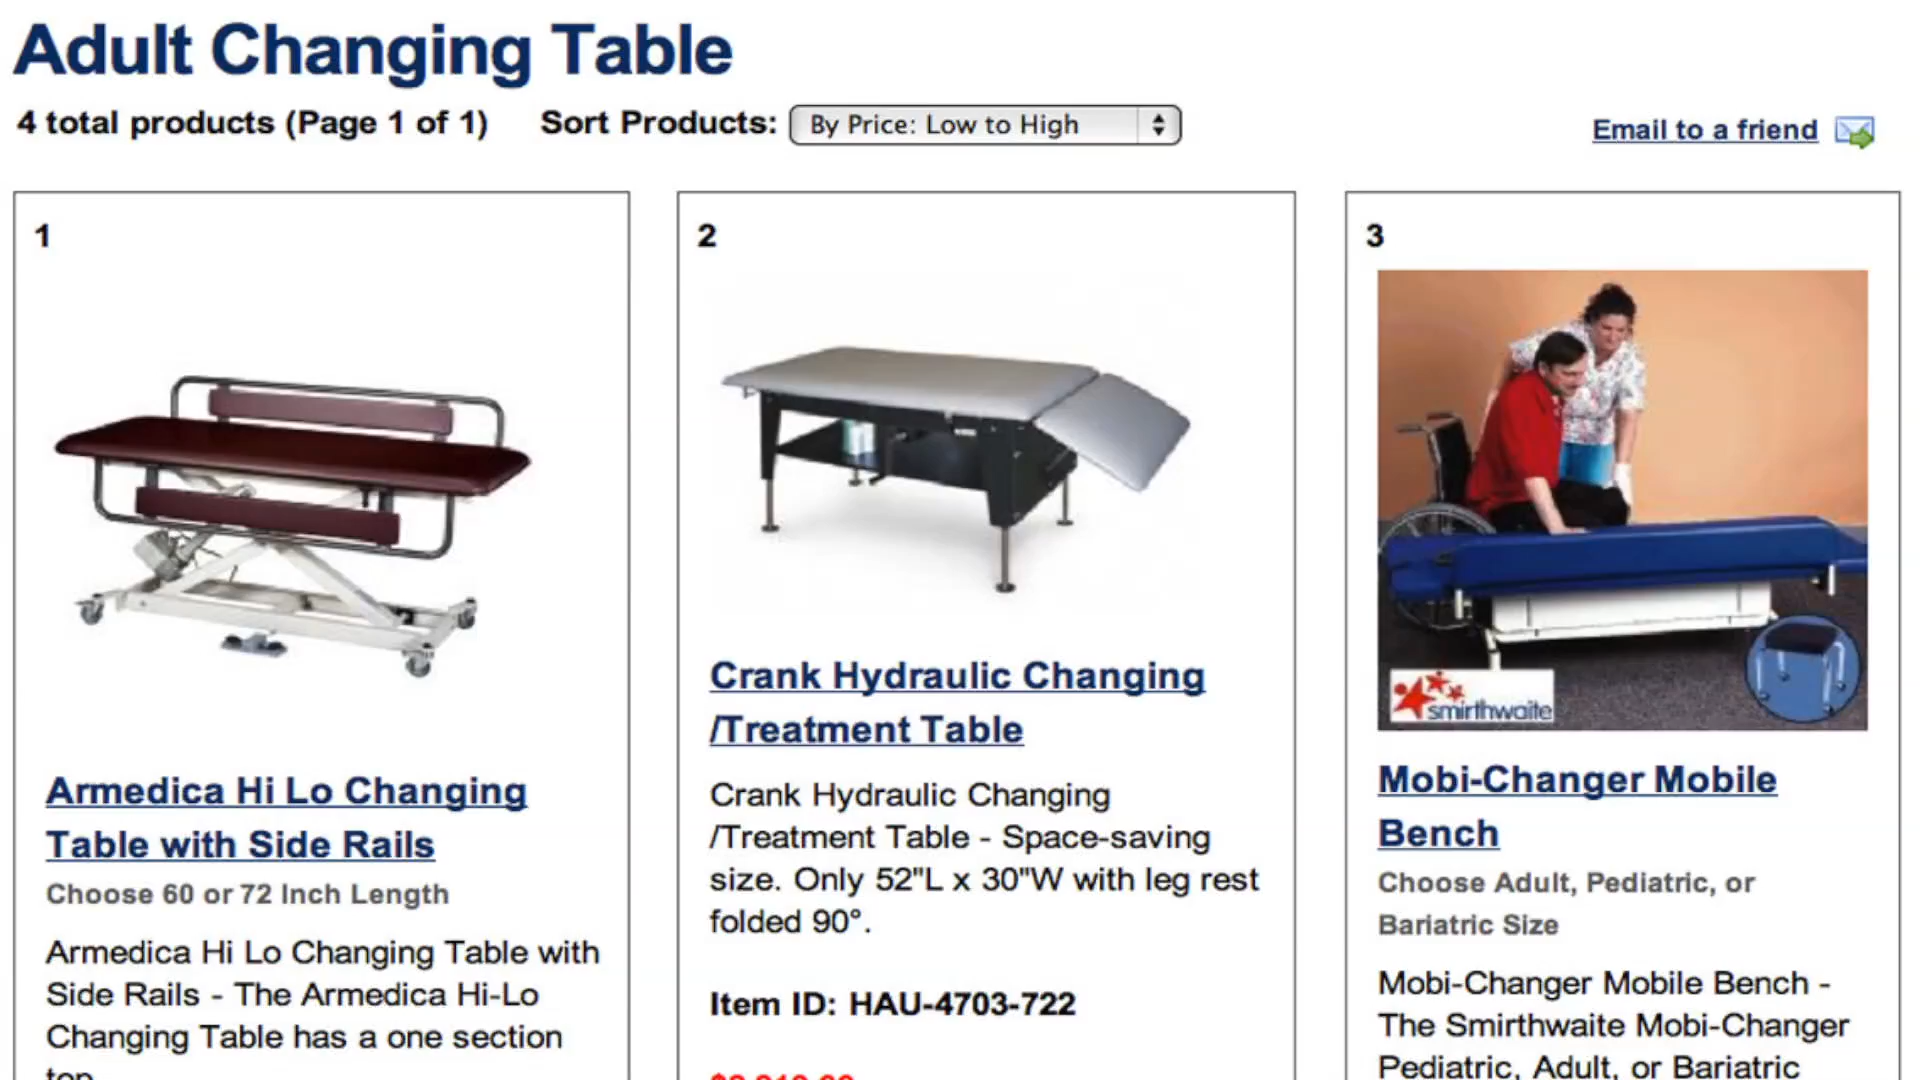 Adult Changing Table
4 total products (Page 1 of 1) Sort Products: By Price: Low to High
Email to a friend
1
Armedica Hi Lo Changing
Table with Side Rails
Choose 60 or 72 Inch Length
Armedica Hi Lo Changing Table with
Side Rails - The Armedica Hi-Lo
Changing Table has a one section
2
Crank Hydraulic Changing
/Treatment Table
Crank Hydraulic Changing
/Treatment Table - Space-saving
size. Only 52"L x 30"W with leg rest
folded 90°.
Item ID: HAU-4703-722
3
smirthwaite
Mobi-Changer Mobile
Bench
Choose Adult, Pediatric, or
Bariatric Size
Mobi-Changer Mobile Bench -
The Smirthwaite Mobi-Changer
Pediatric, Adult, or Bariatric